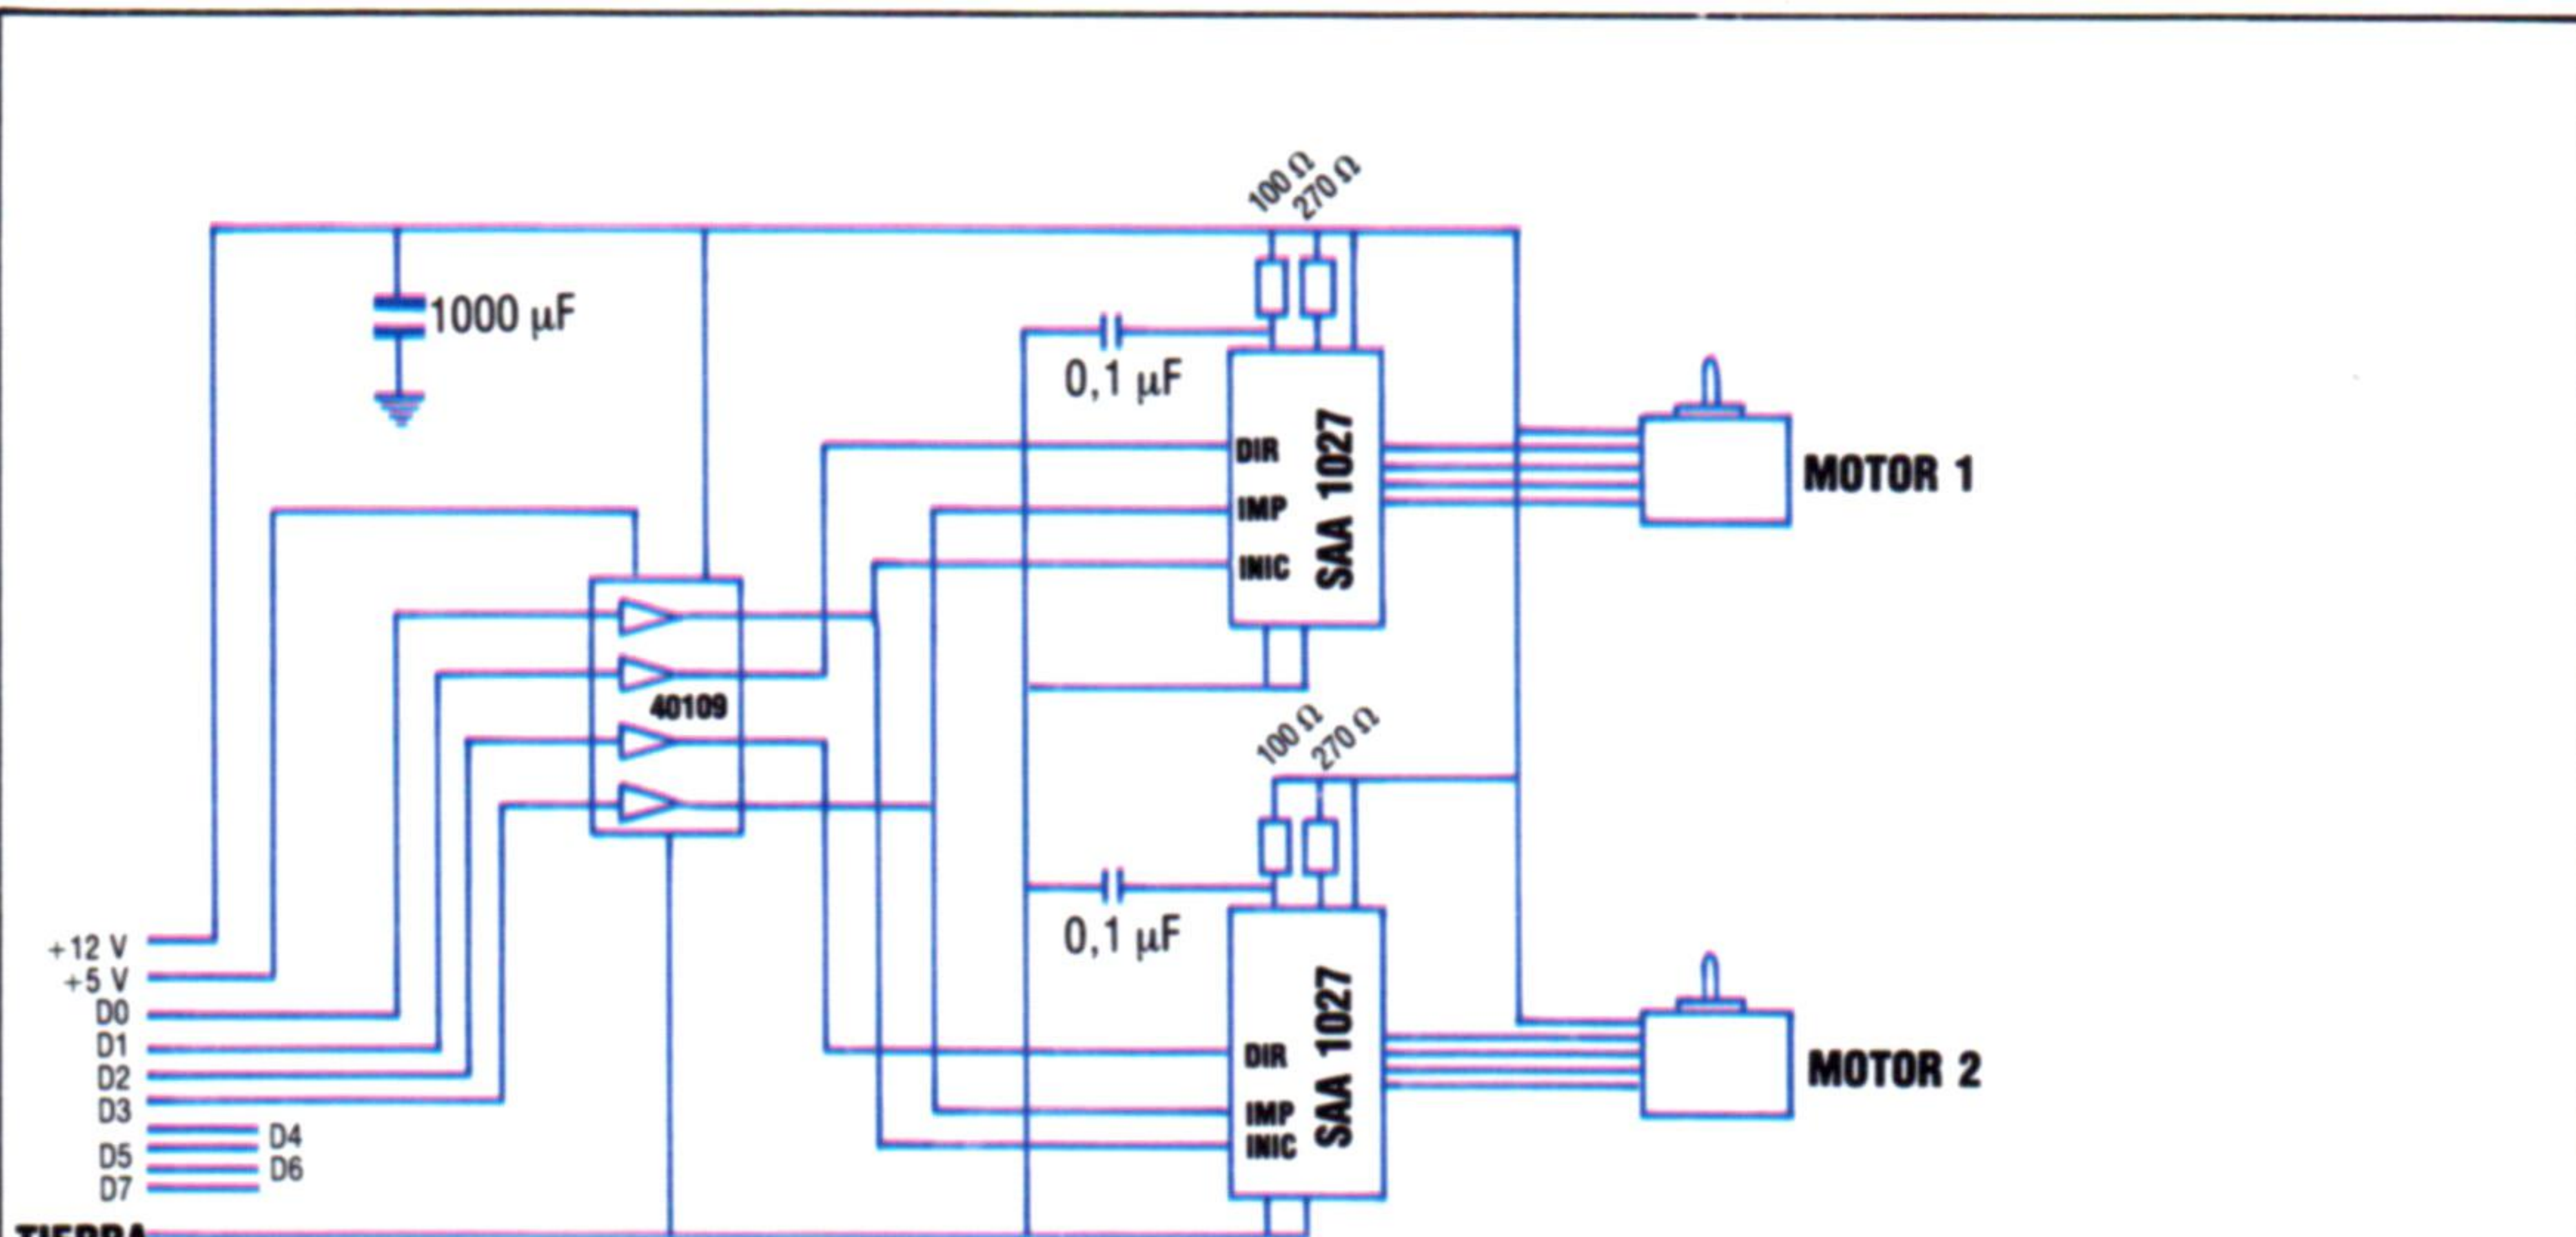 100 Ω
270 Ω
1000 µF
0,1 µF
DIR
IMP
INIC
SAA 1027
MOTOR 1
40109
100 Ω
270 Ω
0,1 µF
+12 V
+5 V
D0
D1
D2
D3
D4
D5
D6
D7
DIR
IMP
INIC
SAA 1027
MOTOR 2
TIERRA